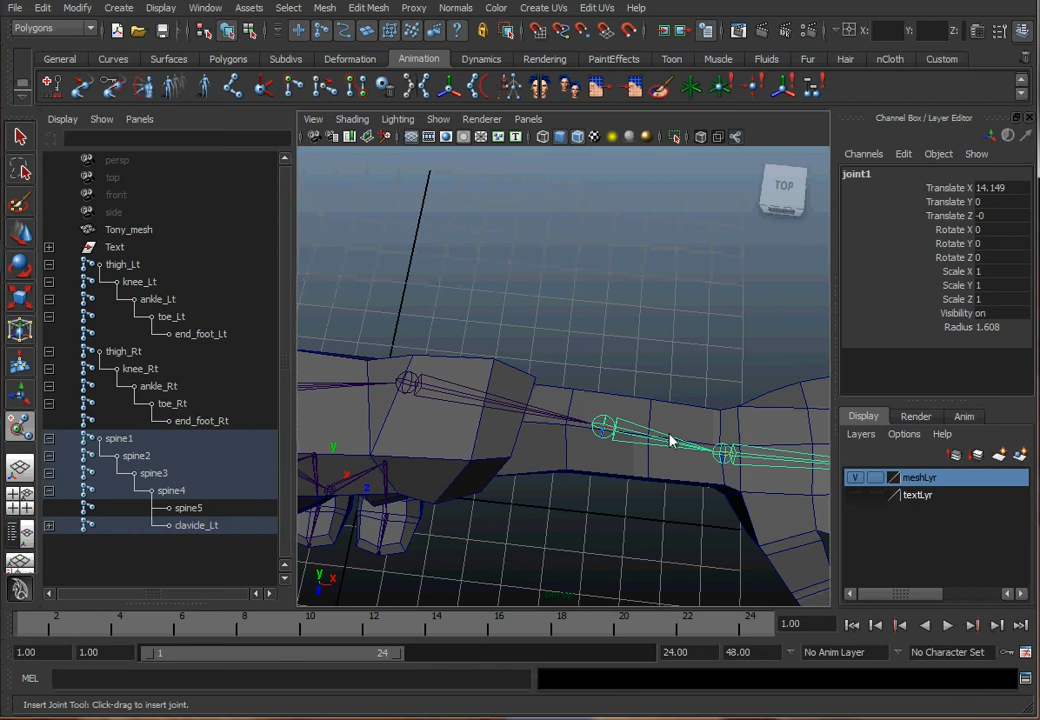 File Edit Modify Create Display Window Assets Select Mesh Edit Mesh Proxy Normals Color Create UVs Edit UVs Help
Polygons X: Y: Z:
General Curves Surfaces Polygons Subdivs Deformation Animation Dynamics Rendering PaintEffects Toon Muscle Fluids Fur Hair nCloth Custom
Display Show Panels
View Shading Lighting Show Renderer Panels
Channel Box / Layer Editor
Channels Edit Object Show
persp
top
front
side
Tony_mesh
Text
thigh_Lt
knee_Lt
ankle_Lt
toe_Lt
end_foot_Lt
thigh_Rt
knee_Rt
ankle_Rt
toe_Rt
end_foot_Rt
spine1
spine2
spine3
spine4
spine5
clavicle_Lt
TOP
y
x
z
y
x
joint1
Translate X 14.149
Translate Y 0
Translate Z -0
Rotate X 0
Rotate Y 0
Rotate Z 0
Scale X 1
Scale Y 1
Scale Z 1
Visibility on
Radius 1.608
Display Render Anim
Layers Options Help
V meshLyr
textLyr
2 4 6 8 10 12 14 16 18 20 22 24 1.00
1.00 1.00 1 24 24.00 48.00 No Anim Layer No Character Set
MEL
Insert Joint Tool: Click-drag to insert joint.